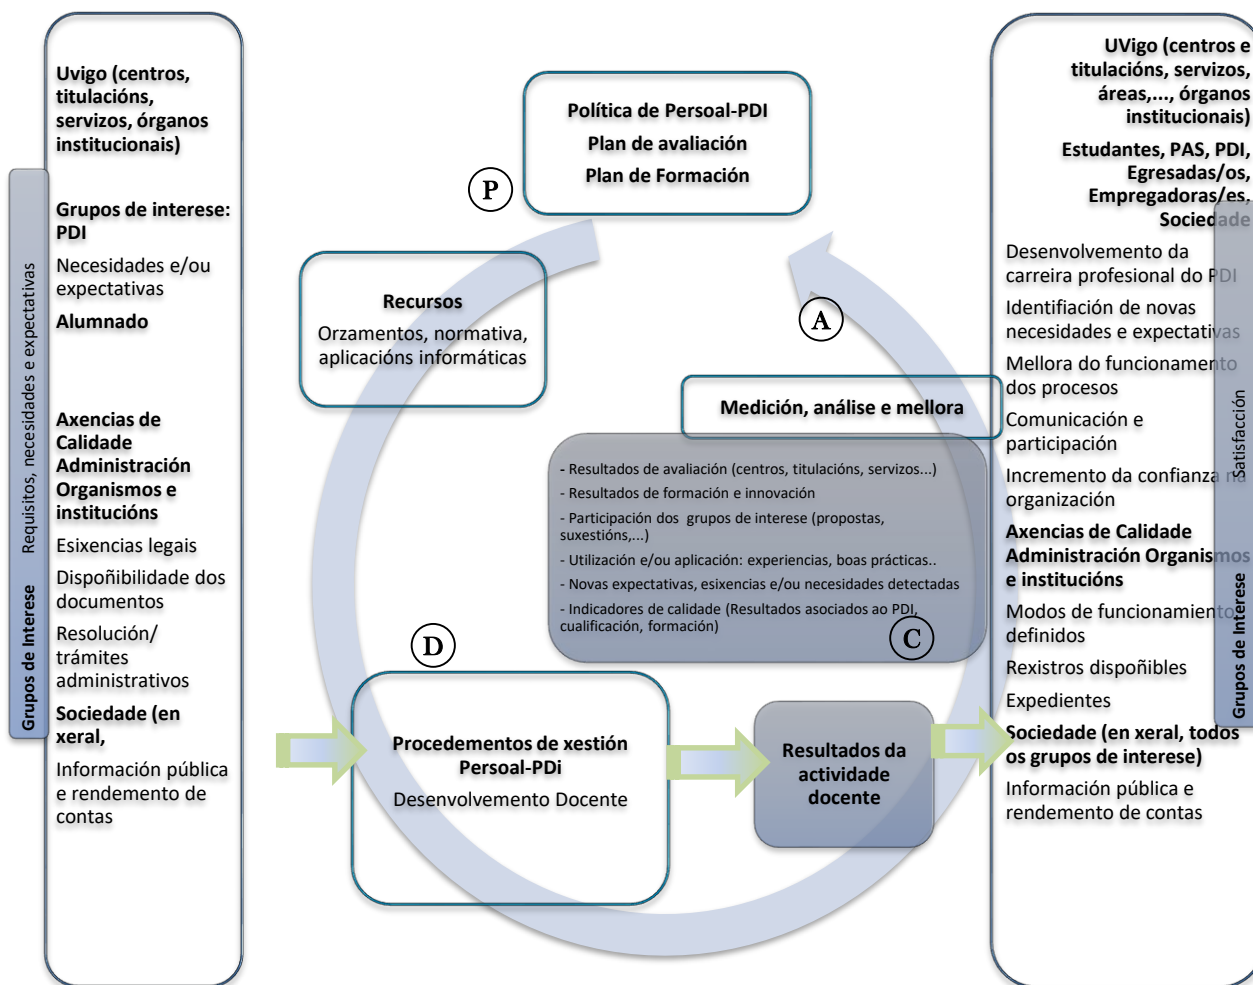 Uvigo (centros,
titulacións,
servizos, órganos
institucionais)
Grupos de interese:
PDI
Necesidades e/ou
expectativas
Alumnado
Axencias de
Calidade
Administración
Organismos e
institucións
Esixencias legais
Dispoñibilidade dos
documentos
Resolución/
trámites
administrativos
Sociedade (en
xeral,
Información pública
e rendemento de
contas
Grupos de Interese
Requisitos, necesidades e expectativas
Política de Persoal-PDI
Plan de avaliación
Plan de Formación
P
Recursos
Orzamentos, normativa,
aplicacións informáticas
A
Medición, análise e mellora
- Resultados de avaliación (centros, titulacións, servizos...)
- Resultados de formación e innovación
- Participación dos grupos de interese (propostas,
suxestións,...)
- Utilización e/ou aplicación: experiencias, boas prácticas..
- Novas expectativas, esixencias e/ou necesidades detectadas
- Indicadores de calidade (Resultados asociados ao PDI,
cualificación, formación)
C
D
Procedementos de xestión
Persoal-PDi
Desenvolvemento Docente
Resultados da
actividade
docente
UVigo (centros e
titulacións, servizos,
áreas,..., órganos
institucionais)
Estudantes, PAS, PDI,
Egresadas/os,
Empregadoras/es,
Sociedade
Desenvolvemento da
carreira profesional do PDI
Identifiación de novas
necesidades e expectativas
Mellora do funcionamento
dos procesos
Comunicación e
participación
Incremento da confianza na
organización
Axencias de Calidade
Administración Organismos
e institucións
Modos de funcionamiento
definidos
Rexistros dispoñibles
Expedientes
Sociedade (en xeral, todos
os grupos de interese)
Información pública e
rendemento de contas
Grupos de Interese
Satisfacción